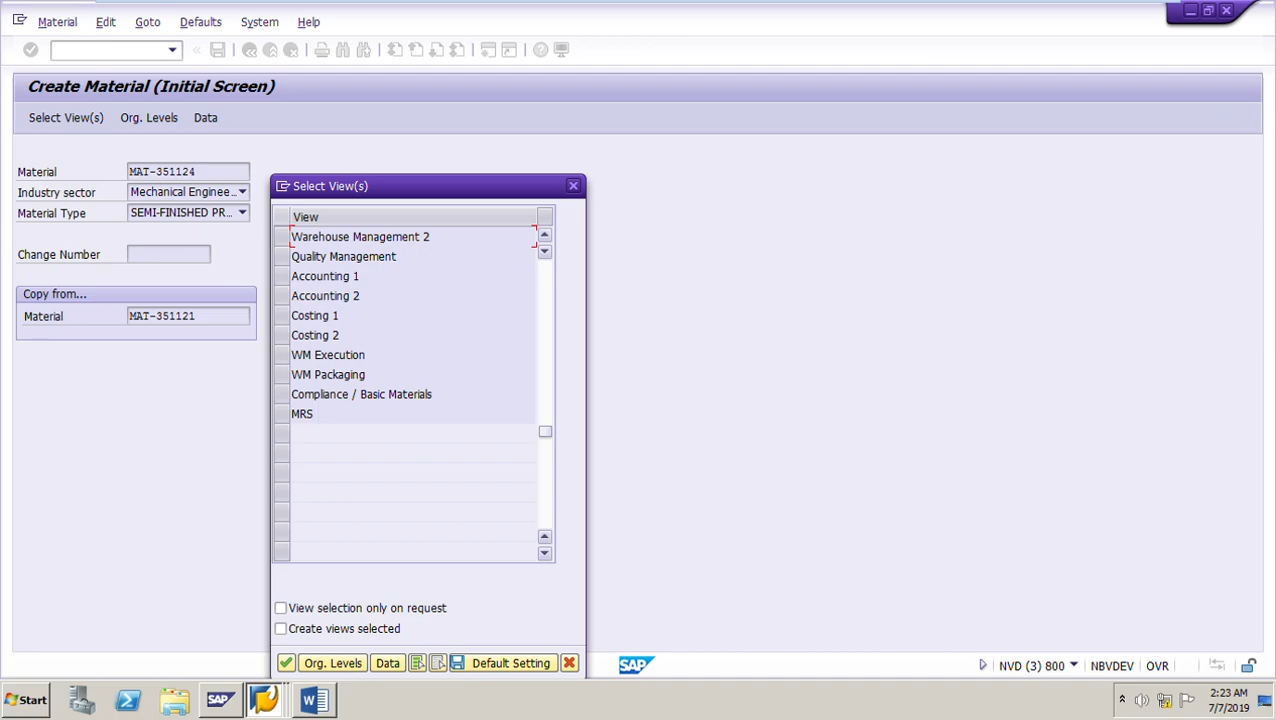 Material Edit Goto Defaults System Help
Create Material (Initial Screen)
Select View(s) Org. Levels Data
Material MAT-351124
Industry sector Mechanical Enginee...
Material Type SEMI-FINISHED PR...
Change Number
Copy from...
Material MAT-351121
Select View(s)
View
Warehouse Management 2
Quality Management
Accounting 1
Accounting 2
Costing 1
Costing 2
WM Execution
WM Packaging
Compliance / Basic Materials
MRS
View selection only on request
Create views selected
Org. Levels Data Default Setting
SAP NVD (3) 800 NBVDEV OVR
Start SAP 2:23 AM
7/7/2019